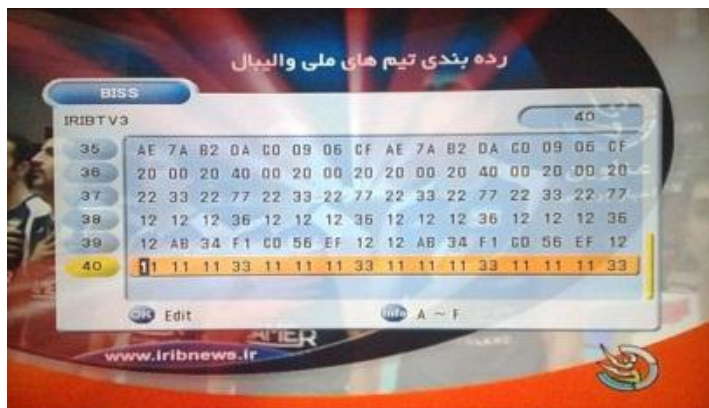 رده بندی تیم های ملی والیبال
BISS
IRIBTV3 40
35 AE 7A B2 DA C0 09 06 CF AE 7A B2 DA C0 09 06 CF
36 20 00 20 40 00 20 00 20 20 00 20 40 00 20 00 20
37 22 33 22 77 22 33 22 77 22 33 22 77 22 33 22 77
38 12 12 12 36 12 12 12 36 12 12 12 36 12 12 12 36
39 12 AB 34 F1 CD 56 EF 12 12 AB 34 F1 CD 56 EF 12
40 11 11 11 33 11 11 11 33 11 11 11 33 11 11 11 33
OK Edit Info A ~ F
www.iribnews.ir